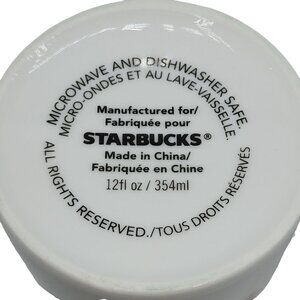 MICROWAVE AND DISHWASHER SAFE.
MICRO-ONDES ET AU LAVE-VAISSELLE.
Manufactured for/
Fabriquée pour
STARBUCKS®
Made in China/
Fabriquée en Chine
12fl oz / 354ml
ALL RIGHTS RESERVED./TOUS DROITS RÉSERVÉS